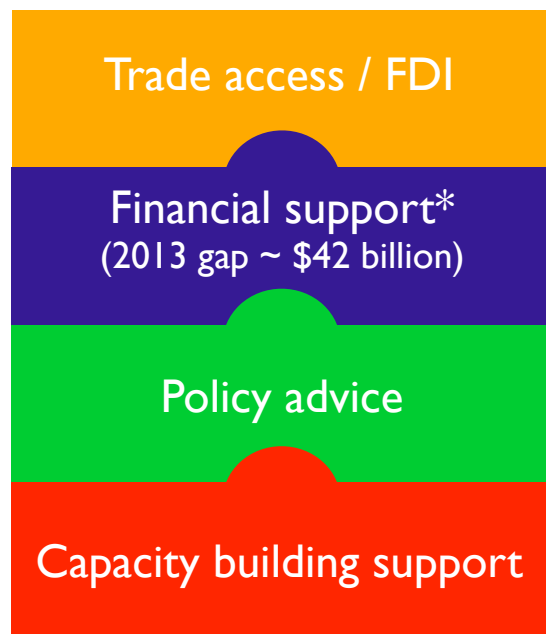 Trade access / FDI
Financial support*
(2013 gap ~ $42 billion)
Policy advice
Capacity building support